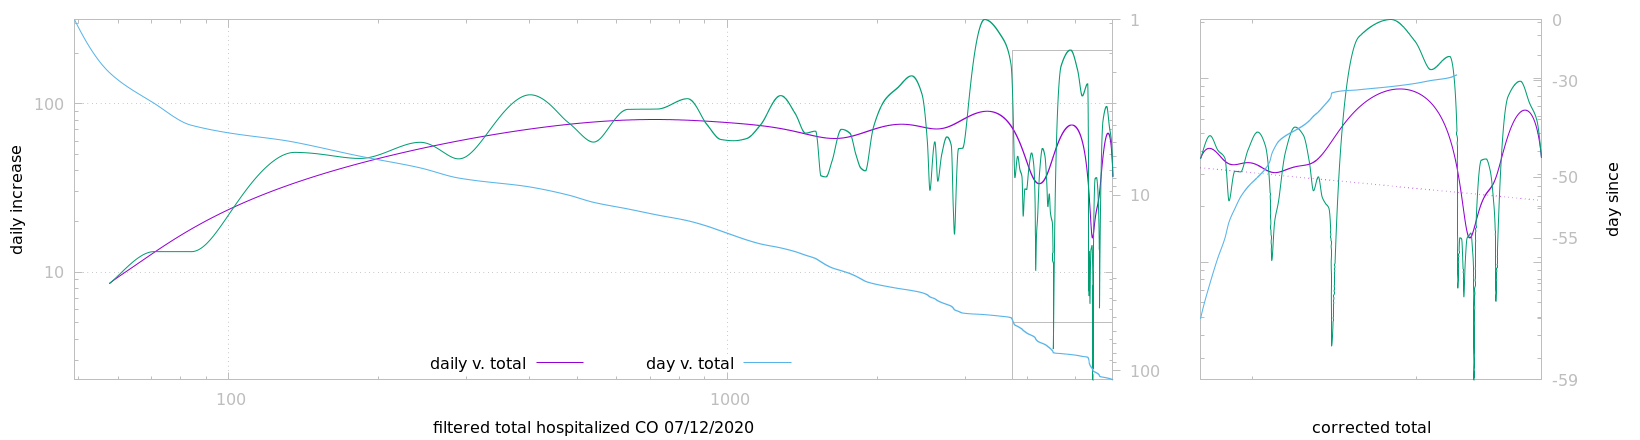 1
0
-30
100
daily increase
-50
10
day since
-55
10
daily v. total
day v. total
100
-59
100
1000
filtered total hospitalized CO 07/12/2020
corrected total